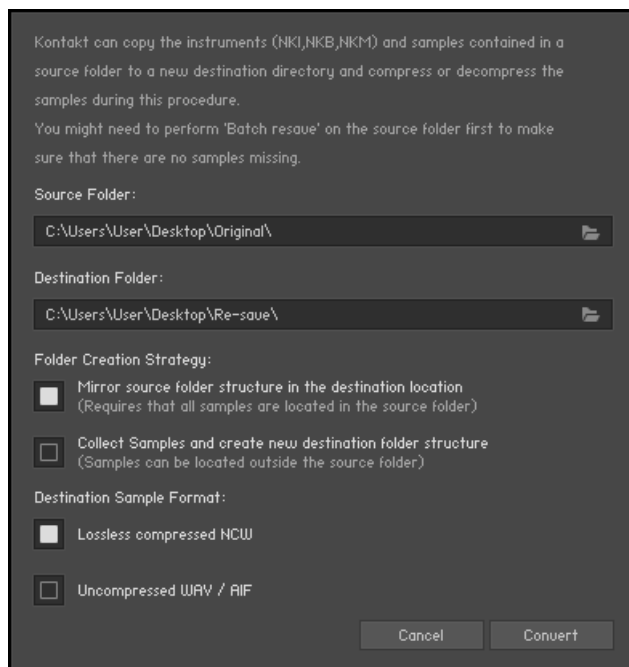 Kontakt can copy the instruments (NKI,NKB,NKM) and samples contained in a
source folder to a new destination directory and compress or decompress the
samples during this procedure.
You might need to perform 'Batch resave' on the source folder first to make
sure that there are no samples missing.
Source Folder:
C:\Users\User\Desktop\Original\
Destination Folder:
C:\Users\User\Desktop\Re-save\
Folder Creation Strategy:
Mirror source folder structure in the destination location
(Requires that all samples are located in the source folder)
Collect Samples and create new destination folder structure
(Samples can be located outside the source folder)
Destination Sample Format:
Lossless compressed NCW
Uncompressed WAV / AIF
Cancel
Convert